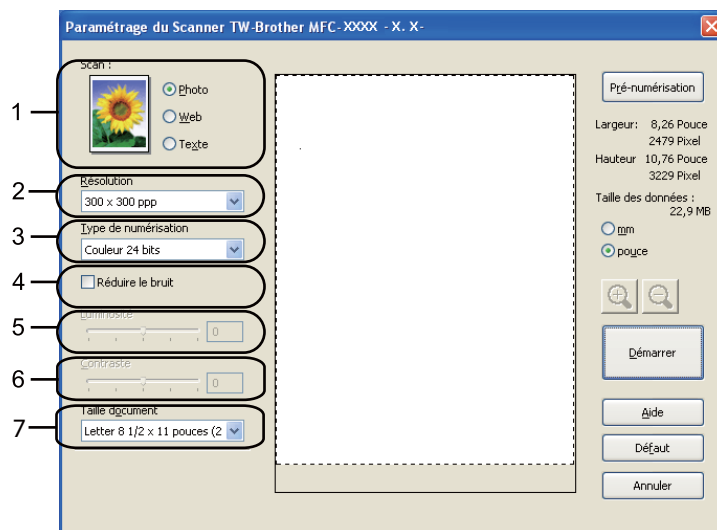 Paramétrage du Scanner TW-Brother MFC-XXXX - X. X-
1
Scan :
Photo
Web
Texte
2
Résolution
300 x 300 ppp
3
Type de numérisation
Couleur 24 bits
4
Réduire le bruit
5
Luminosité
0
6
Contraste
0
7
Taille document
Letter 8 1/2 x 11 pouces (2
Pré-numérisation
Largeur: 8,26 Pouce
2479 Pixel
Hauteur 10,76 Pouce
3229 Pixel
Taille des données :
22,9 MB
mm
pouce
Démarrer
Aide
Défaut
Annuler